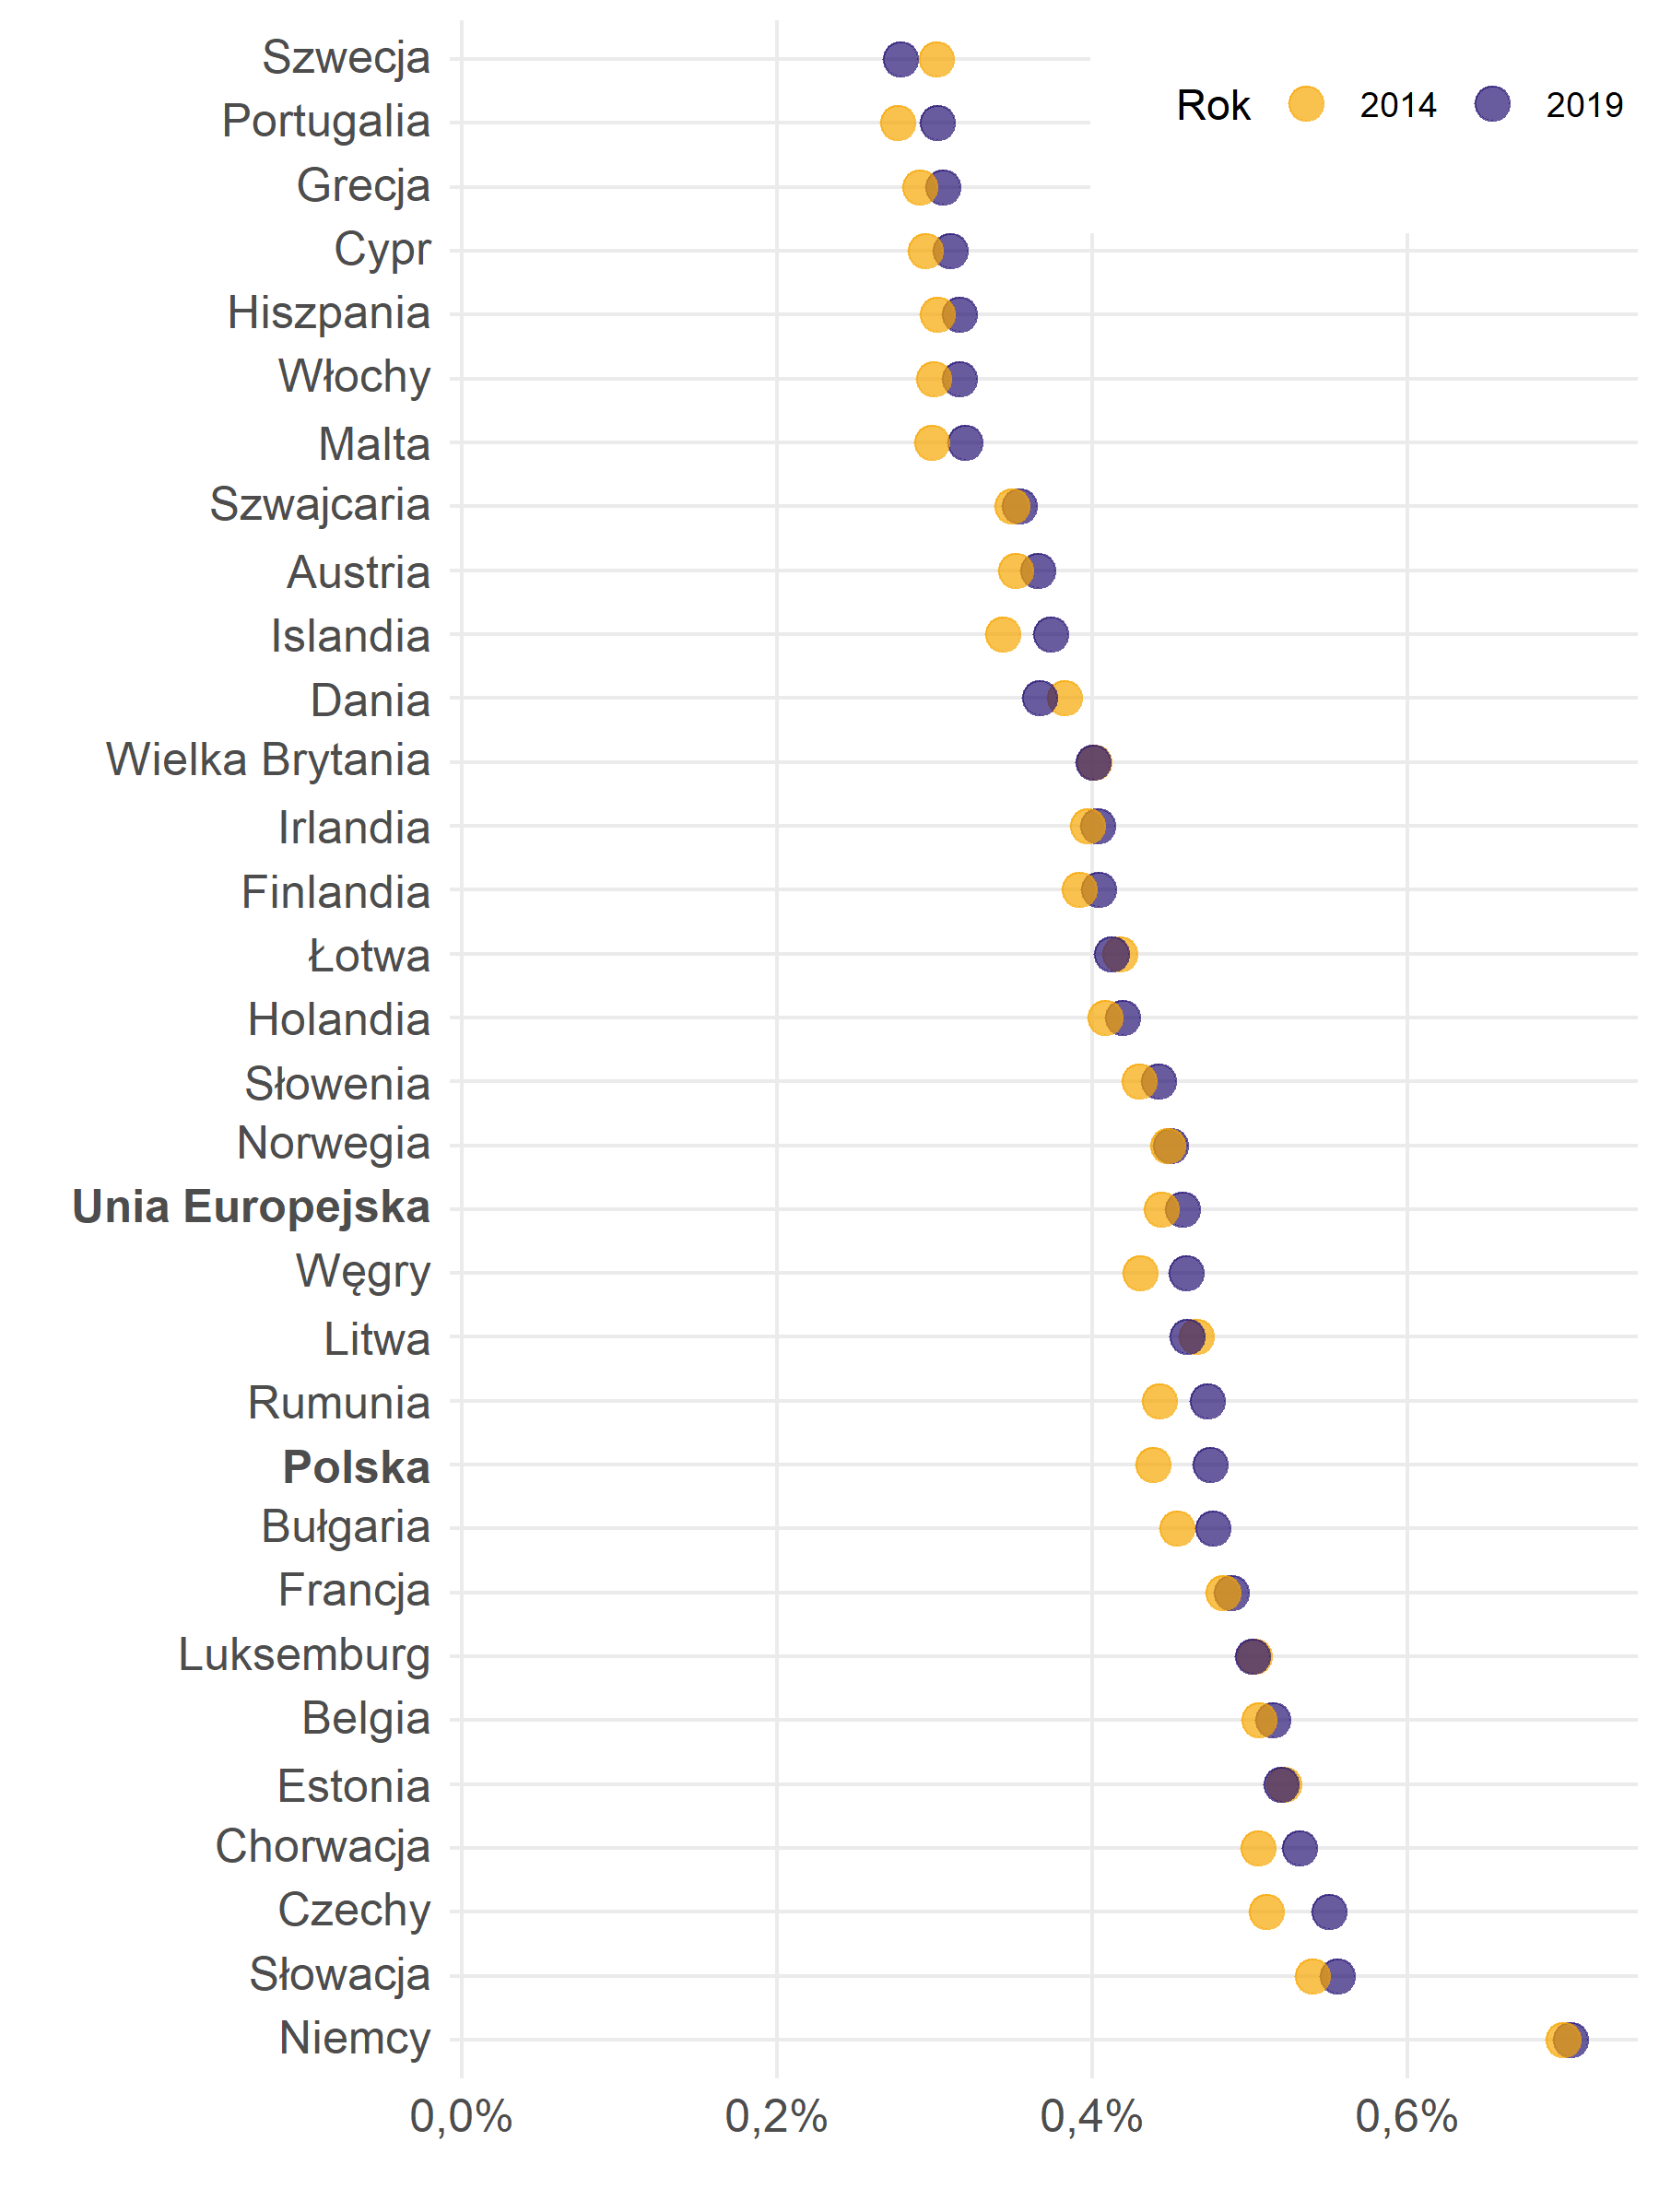 Szwecja
Rok 2014 2019
Portugalia
Grecja
Cypr
Hiszpania
Włochy
Malta
Szwajcaria
Austria
Islandia
Dania
Wielka Brytania
Irlandia
Finlandia
Łotwa
Holandia
Słowenia
Norwegia
Unia Europejska
Węgry
Litwa
Rumunia
Polska
Bułgaria
Francja
Luksemburg
Belgia
Estonia
Chorwacja
Czechy
Słowacja
Niemcy
0,0% 0,2% 0,4% 0,6%